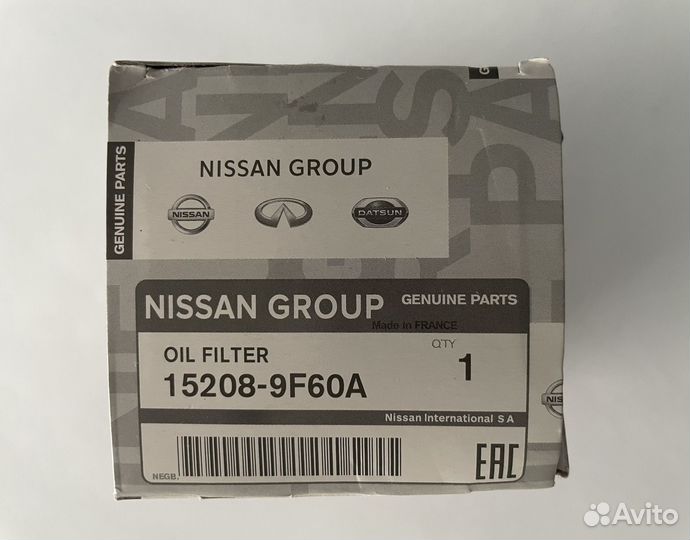 GENUINE PARTS
NISSAN GROUP
NISSAN
DATSUN
NISSAN GROUP GENUINE PARTS
Made in FRANCE
OIL FILTER QTY
15208-9F60A 1
Nissan International S A
NEGB.
EAC
Avito